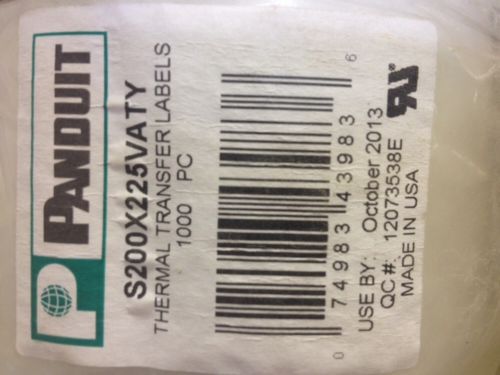 PANDUIT
S200X225VATY
THERMAL TRANSFER LABELS
1000 PC
0 74983 43983 6
USE BY: October 2013
QC#: 12073538E
MADE IN USA